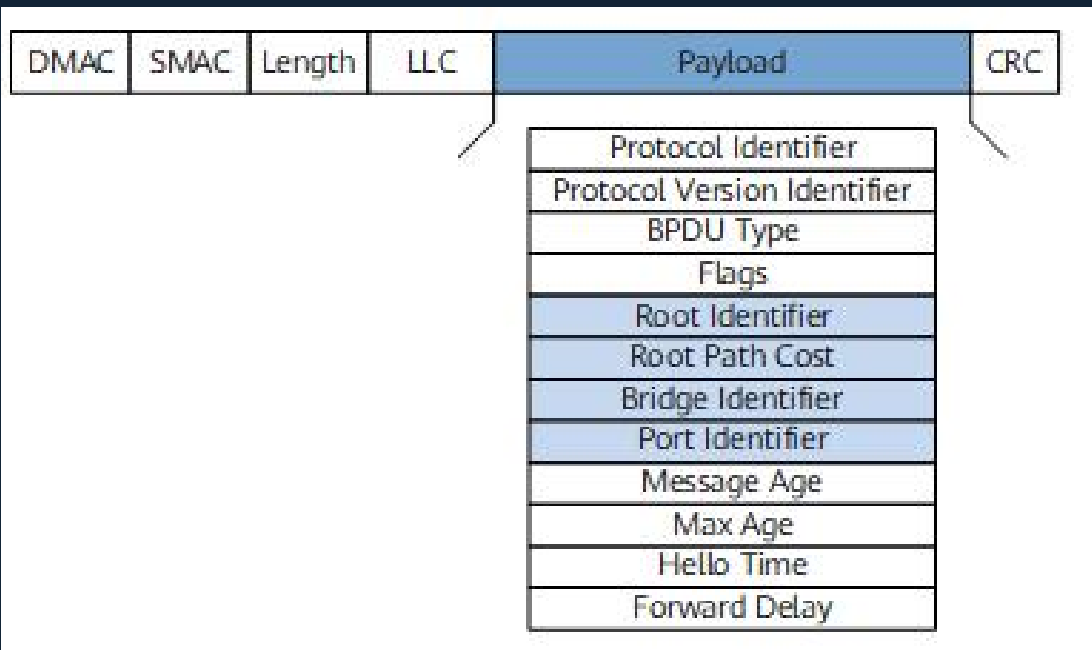 DMAC SMAC Length LLC Payload CRC
Protocol Identifier
Protocol Version Identifier
BPDU Type
Flags
Root Identifier
Root Path Cost
Bridge Identifier
Port Identifier
Message Age
Max Age
Hello Time
Forward Delay